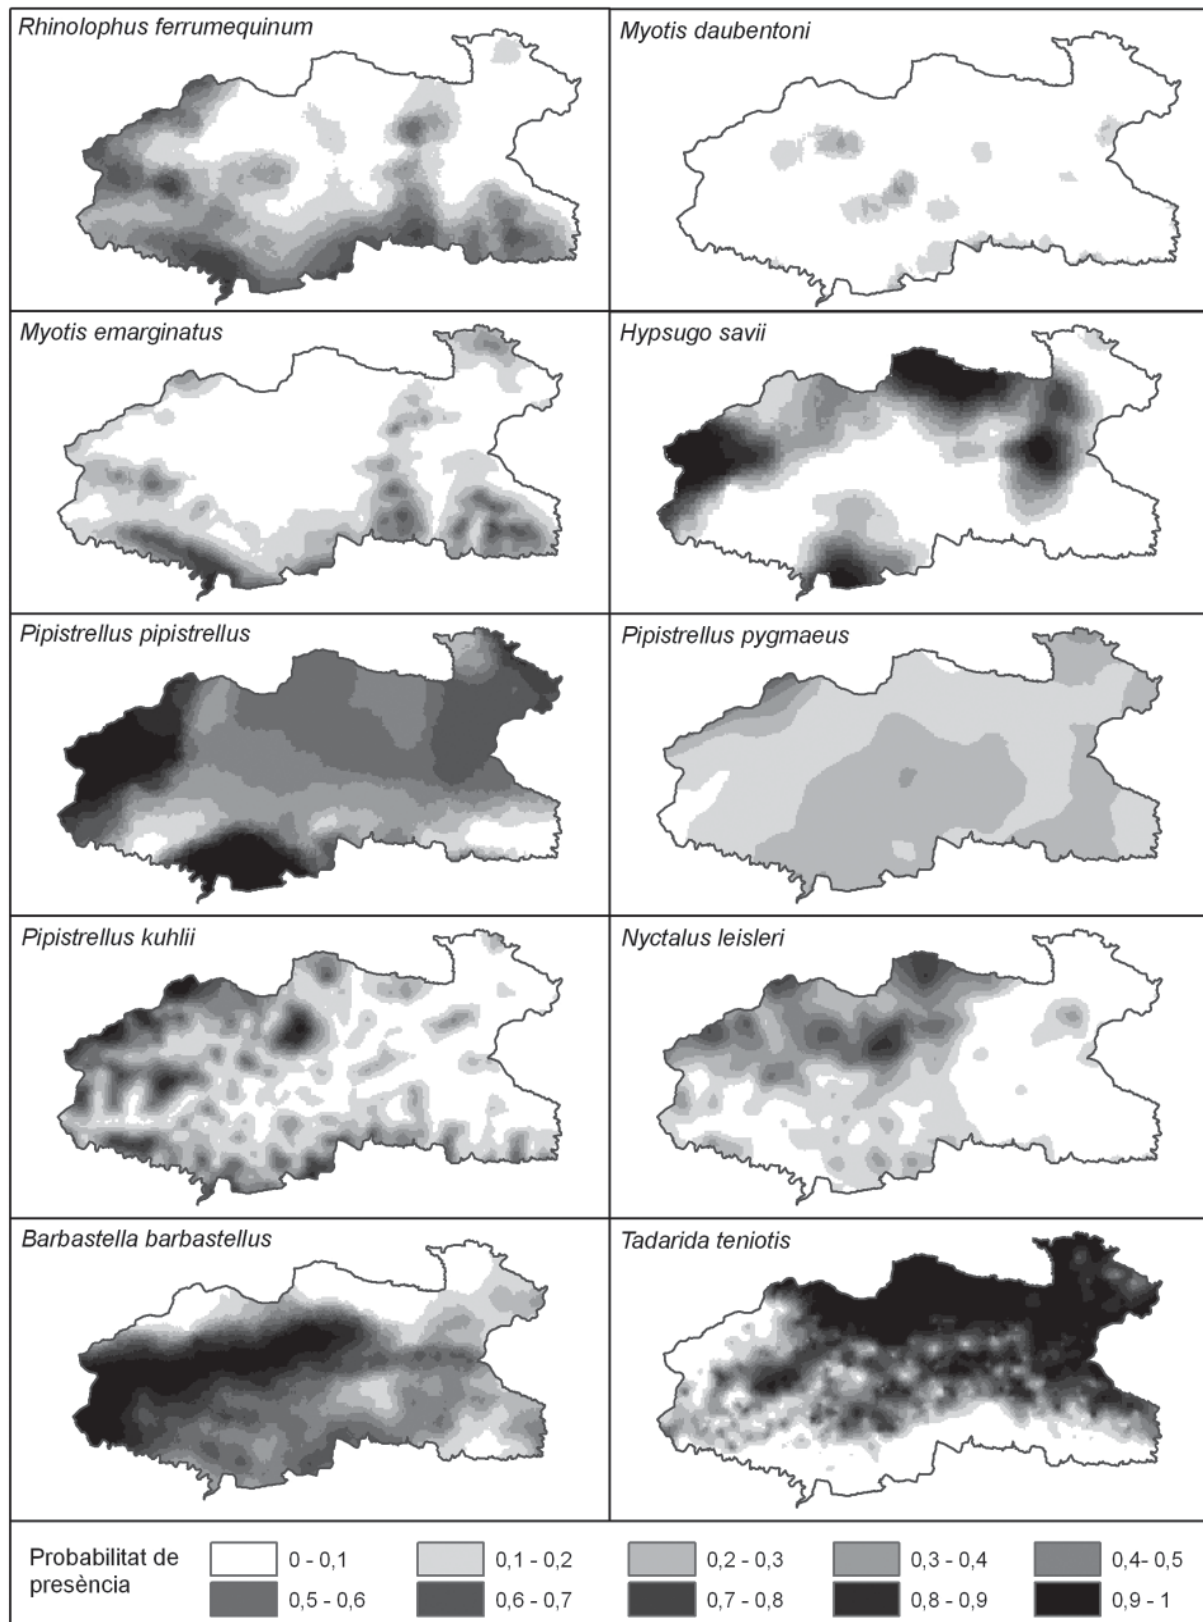 Rhinolophus ferrumequinum
Myotis daubentoni
Myotis emarginatus
Hypsugo savii
Pipistrellus pipistrellus
Pipistrellus pygmaeus
Pipistrellus kuhlii
Nyctalus leisleri
Barbastella barbastellus
Tadarida teniotis
Probabilitat de
presència
0 - 0,1
0,1 - 0,2
0,2 - 0,3
0,3 - 0,4
0,4- 0,5
0,5 - 0,6
0,6 - 0,7
0,7 - 0,8
0,8 - 0,9
0,9 - 1